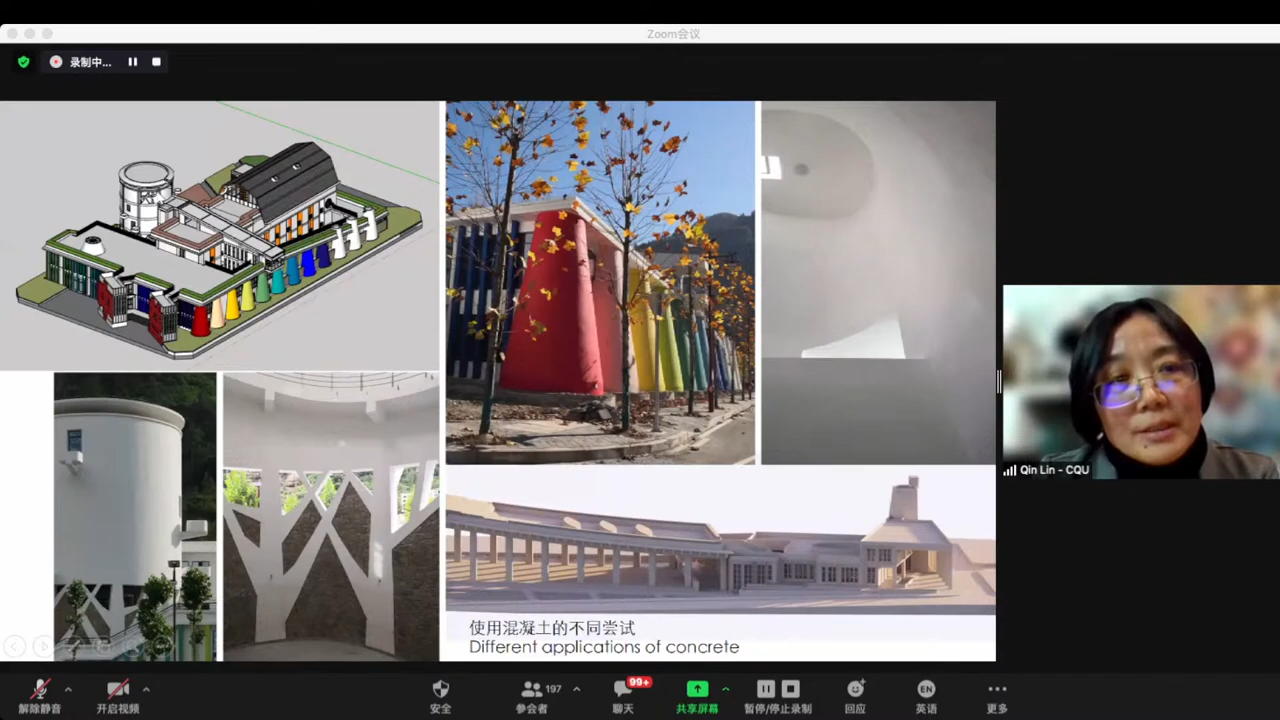 Zoom会议
录制中...
Qin Lin - CQU
使用混凝土的不同尝试
Different applications of concrete
解除静音
开启视频
安全
197
参会者
99+
聊天
共享屏幕
暂停/停止录制
回应
EN
英语
更多